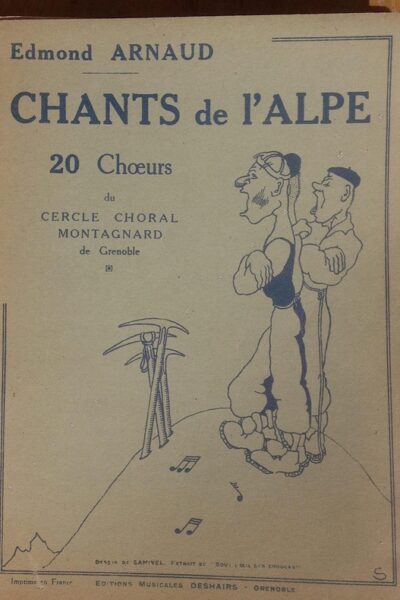 Edmond ARNAUD
CHANTS de l'ALPE
20 Chœurs
du
CERCLE CHORAL
MONTAGNARD
de Grenoble
DESSIN DE SAMIVEL. EXTRAIT DE "SOUS L'ŒIL DES CHOUCAS"
S
Imprimé en France
EDITIONS MUSICALES DESHAIRS - GRENOBLE